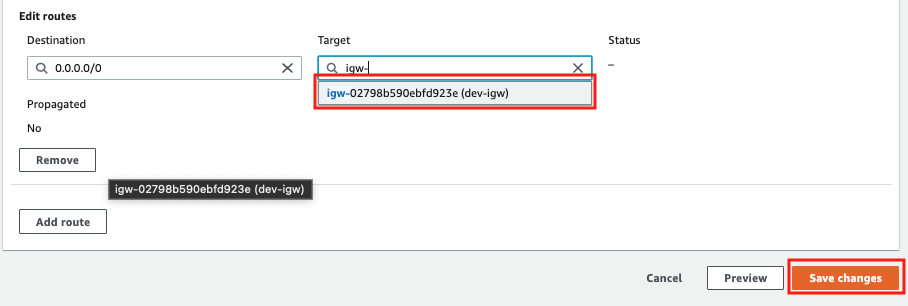 Edit routes
Destination Target Status
0.0.0.0/0 igw- –
igw-02798b590ebfd923e (dev-igw)
Propagated
No
Remove
igw-02798b590ebfd923e (dev-igw)
Add route
Cancel Preview Save changes